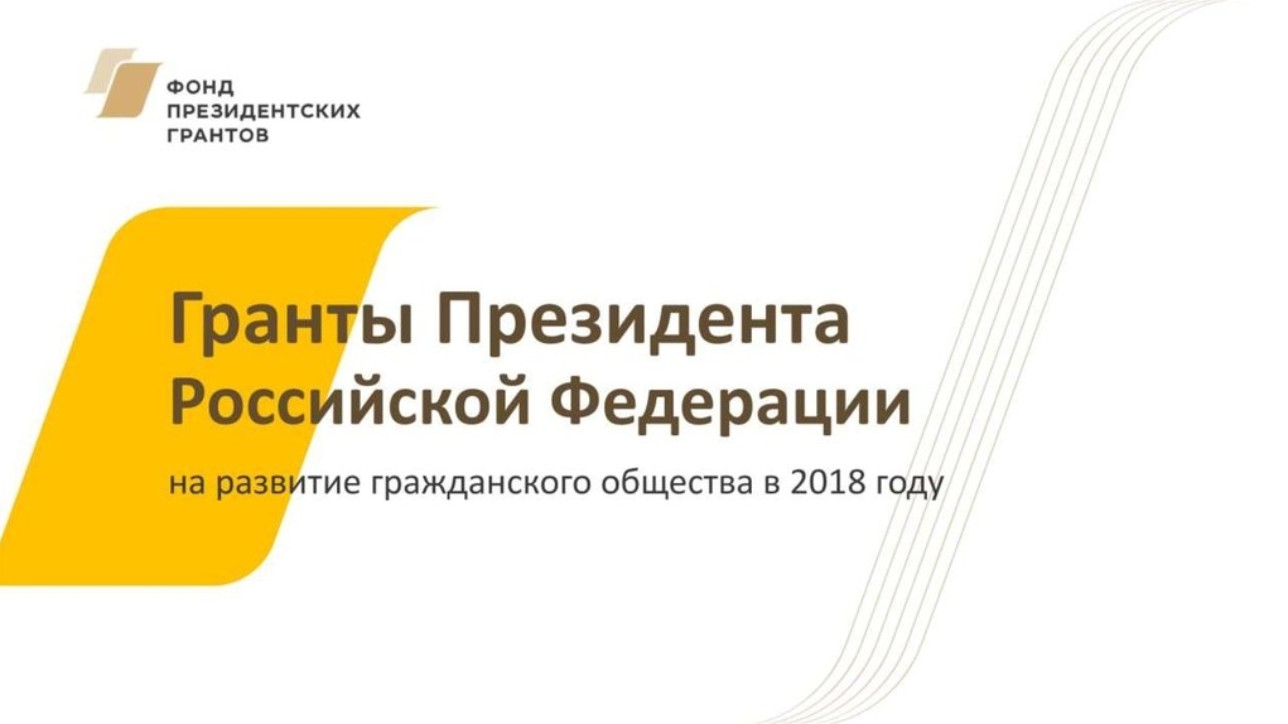 ФОНД
ПРЕЗИДЕНТСКИХ
ГРАНТОВ
Гранты Президента
Российской Федерации
на развитие гражданского общества в 2018 году